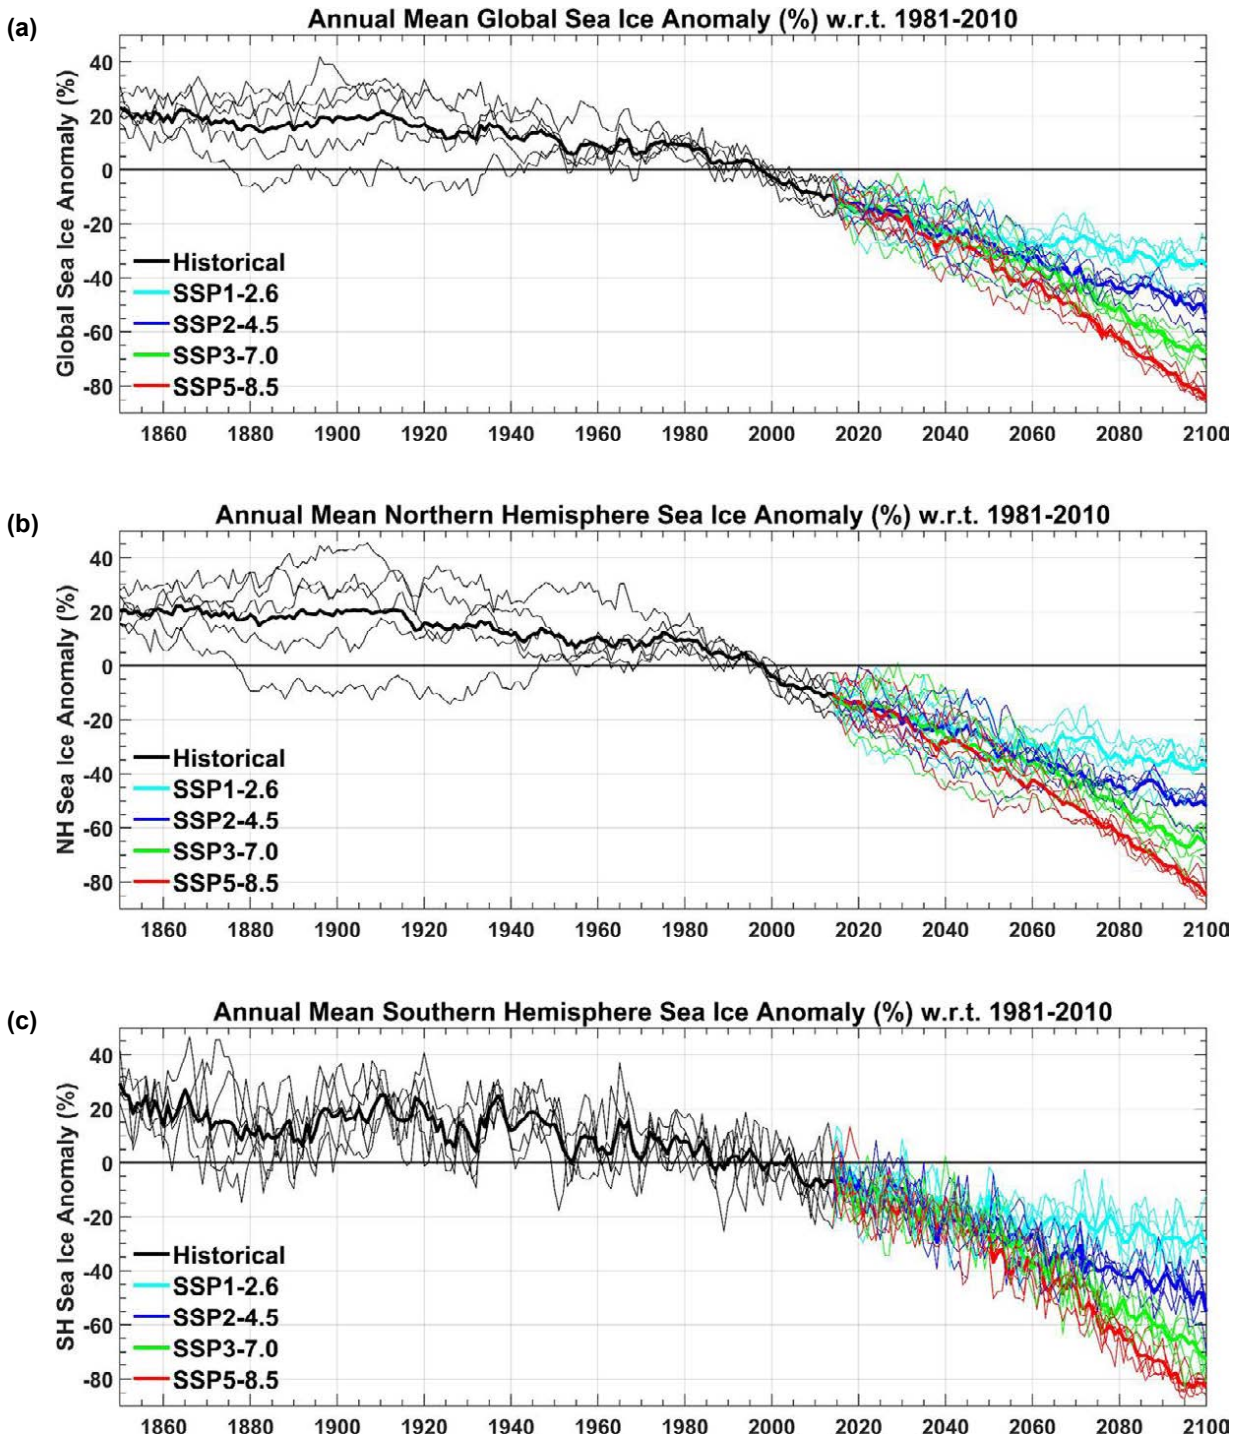 (a)
Annual Mean Global Sea Ice Anomaly (%) w.r.t. 1981-2010
Global Sea Ice Anomaly (%)
40
20
0
-20
-40
-60
-80
Historical
SSP1-2.6
SSP2-4.5
SSP3-7.0
SSP5-8.5
1860 1880 1900 1920 1940 1960 1980 2000 2020 2040 2060 2080 2100
(b)
Annual Mean Northern Hemisphere Sea Ice Anomaly (%) w.r.t. 1981-2010
NH Sea Ice Anomaly (%)
40
20
0
-20
-40
-60
-80
Historical
SSP1-2.6
SSP2-4.5
SSP3-7.0
SSP5-8.5
1860 1880 1900 1920 1940 1960 1980 2000 2020 2040 2060 2080 2100
(c)
Annual Mean Southern Hemisphere Sea Ice Anomaly (%) w.r.t. 1981-2010
SH Sea Ice Anomaly (%)
40
20
0
-20
-40
-60
-80
Historical
SSP1-2.6
SSP2-4.5
SSP3-7.0
SSP5-8.5
1860 1880 1900 1920 1940 1960 1980 2000 2020 2040 2060 2080 2100